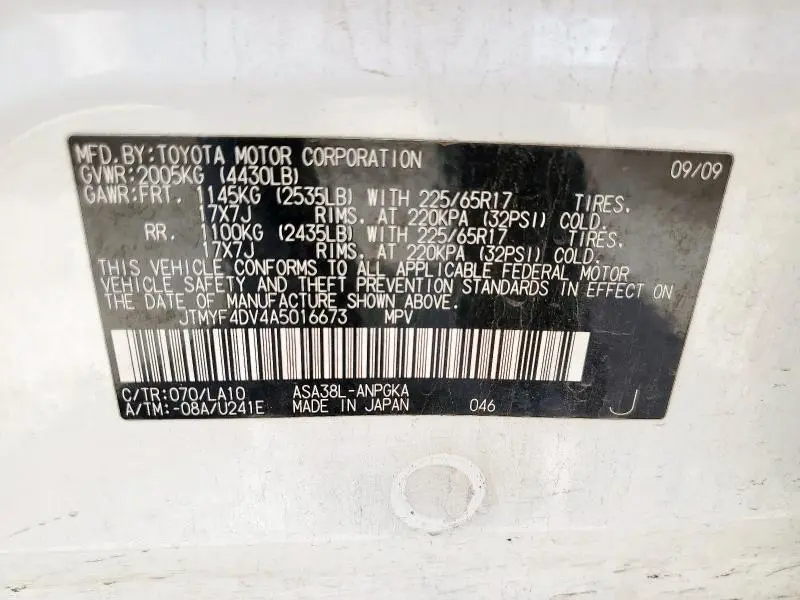 MFD.BY:TOYOTA MOTOR CORPORATION 09/09
GVWR:2005KG (4430LB)
GAWR:FRT. 1145KG (2535LB) WITH 225/65R17 TIRES,
17X7J RIMS, AT 220KPA (32PSI) COLD.
RR. 1100KG (2435LB) WITH 225/65R17 TIRES,
17X7J RIMS, AT 220KPA (32PSI) COLD.
THIS VEHICLE CONFORMS TO ALL APPLICABLE FEDERAL MOTOR
VEHICLE SAFETY AND THEFT PREVENTION STANDARDS IN EFFECT ON
THE DATE OF MANUFACTURE SHOWN ABOVE.
JTMYF4DV4A5016673 MPV
C/TR:070/LA10 ASA38L-ANPGKA
A/TM:-08A/U241E MADE IN JAPAN 046 J